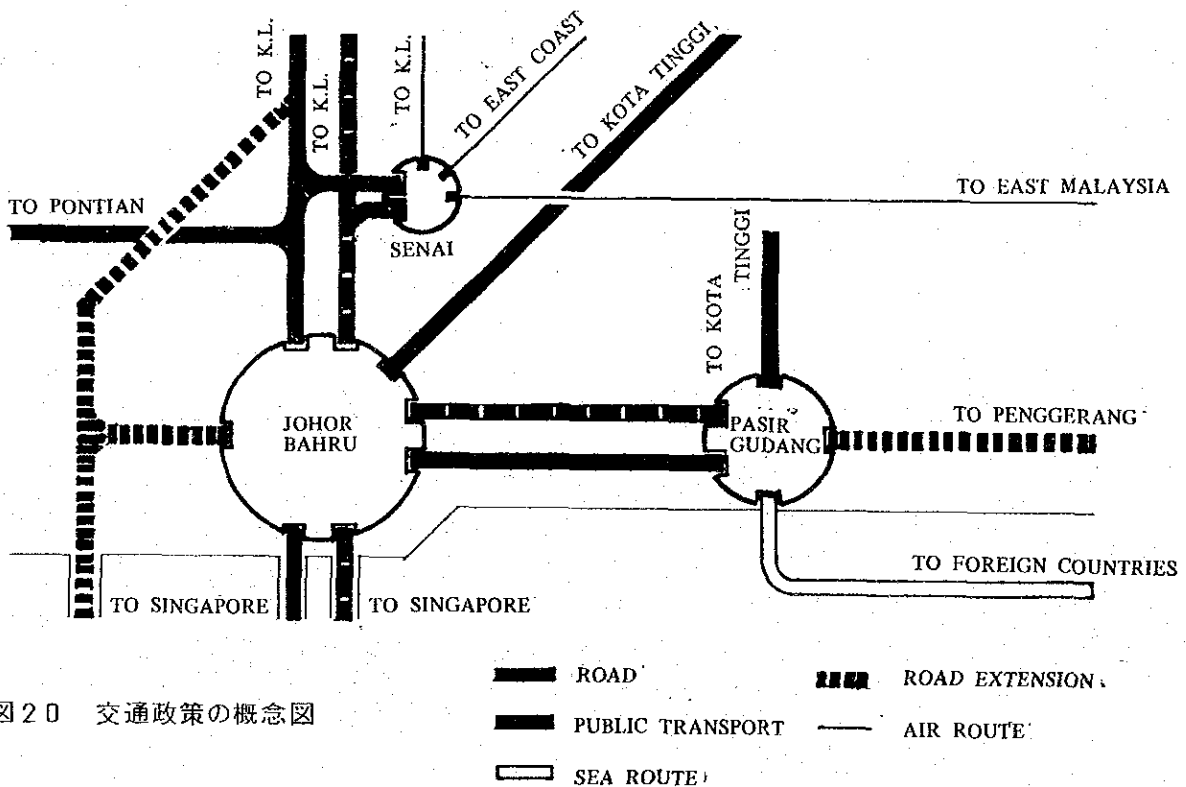 TO K.L.
TO K.L.
TO K.L.
TO EAST COAST
TO KOTA TINGGI
TO PONTIAN
SENAI
TO EAST MALAYSIA
TO KOTA
TINGGI
JOHOR
BAHRU
PASIR
GUDANG
TO PENGGERANG
TO FOREIGN COUNTRIES
TO SINGAPORE
TO SINGAPORE
ROAD
ROAD EXTENSION
図20 交通政策の概念図
PUBLIC TRANSPORT
AIR ROUTE
SEA ROUTE